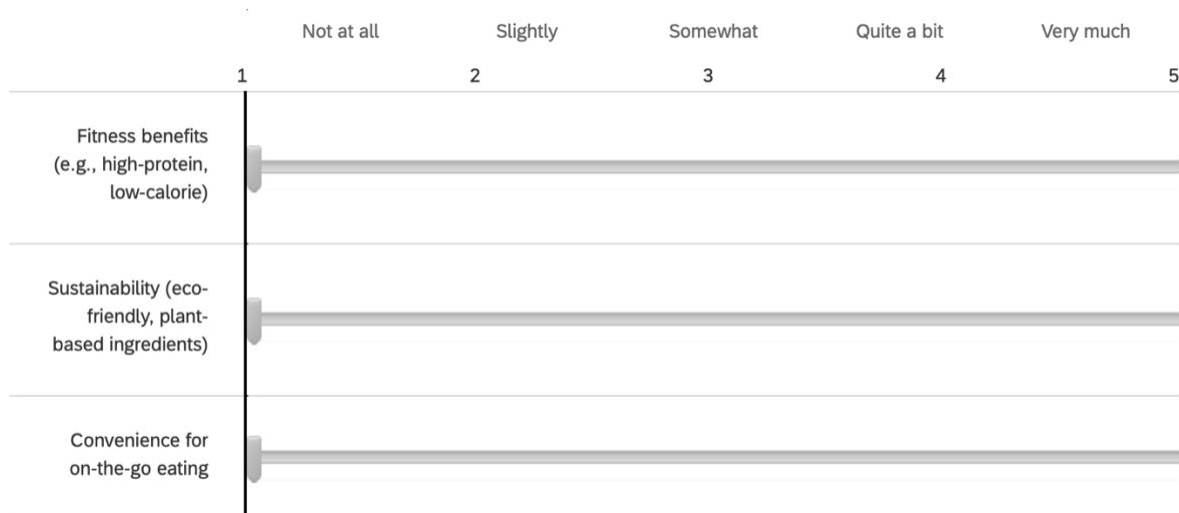 Not at all Slightly Somewhat Quite a bit Very much
1 2 3 4 5
Fitness benefits
(e.g., high-protein,
low-calorie)
Sustainability (eco-
friendly, plant-
based ingredients)
Convenience for
on-the-go eating